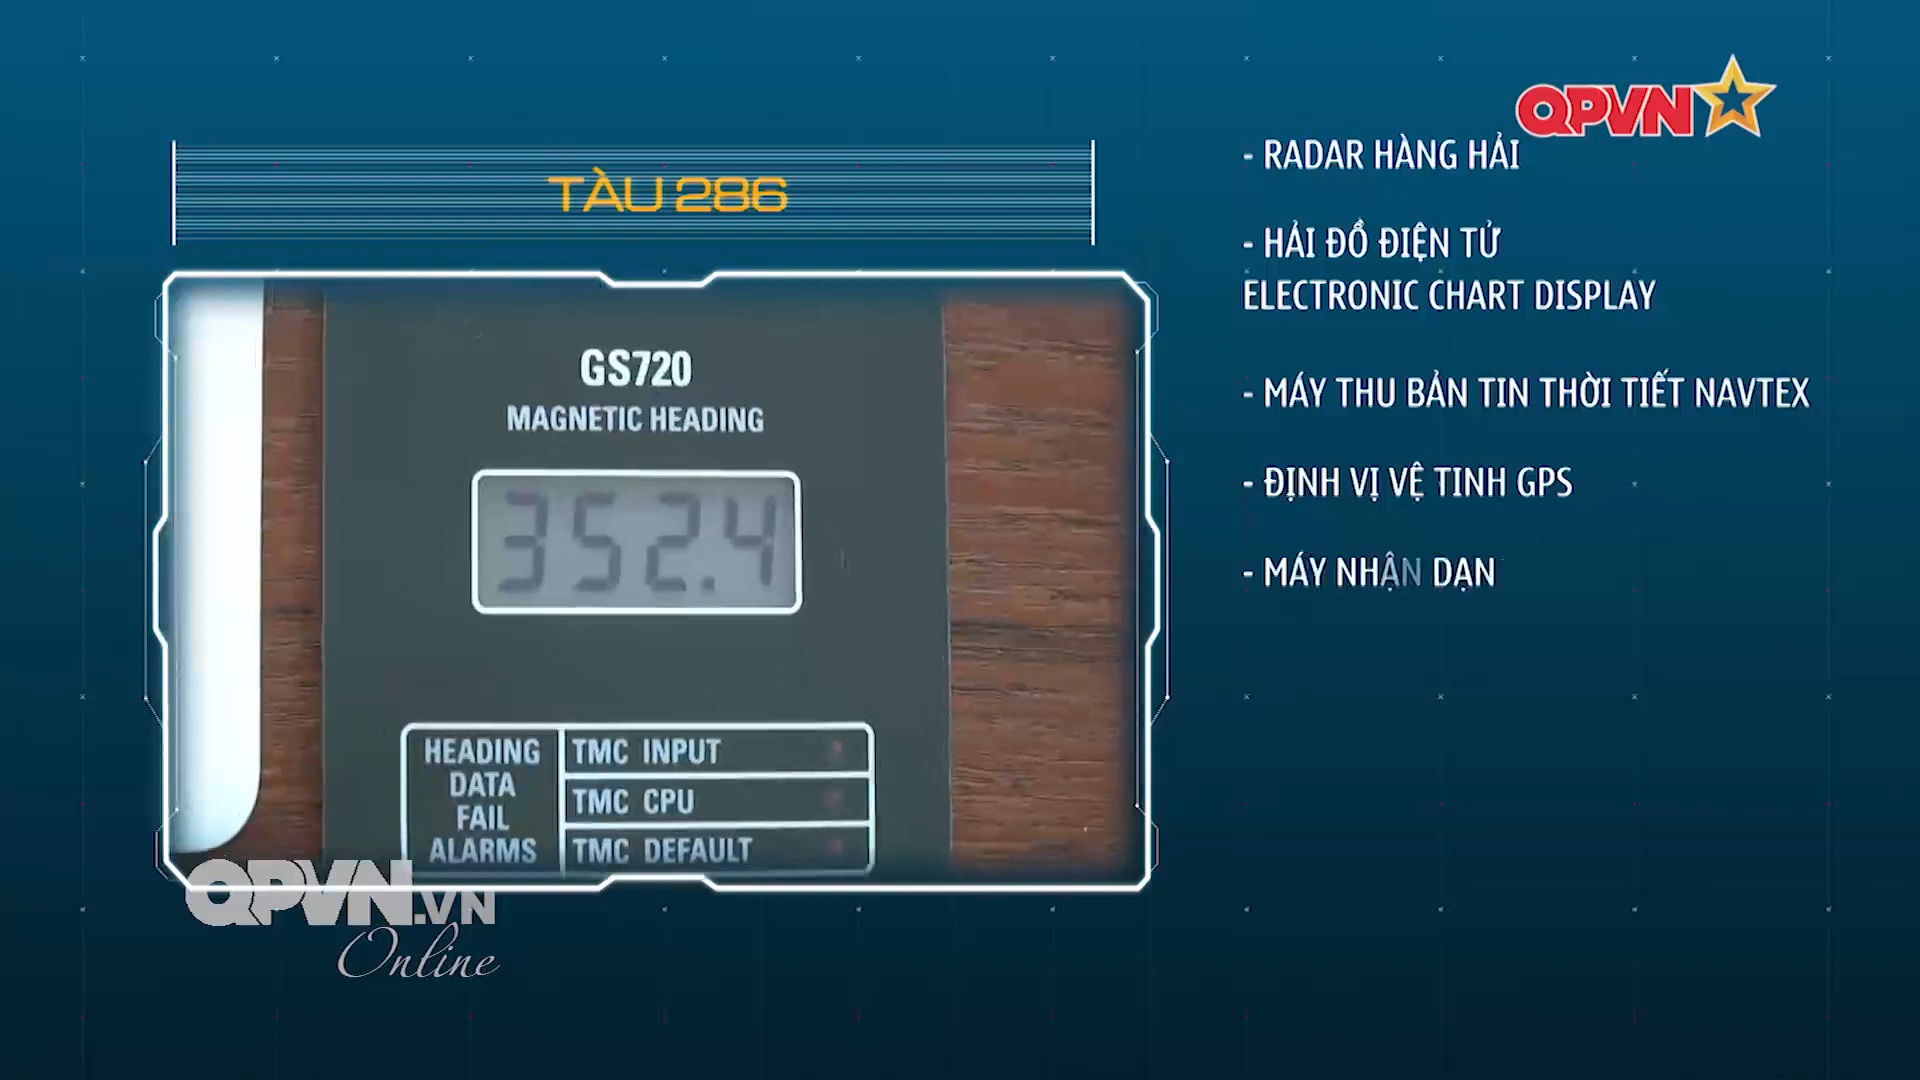 QPVN
TÀU 286
- RADAR HÀNG HẢI
- HẢI ĐỒ ĐIỆN TỬ
ELECTRONIC CHART DISPLAY
- MÁY THU BẢN TIN THỜI TIẾT NAVTEX
- ĐỊNH VỊ VỆ TINH GPS
- MÁY NHẬN DẠN
GS720
MAGNETIC HEADING
352.4
HEADING
DATA
FAIL
ALARMS
TMC INPUT
TMC CPU
TMC DEFAULT
QPVN.VN
Online